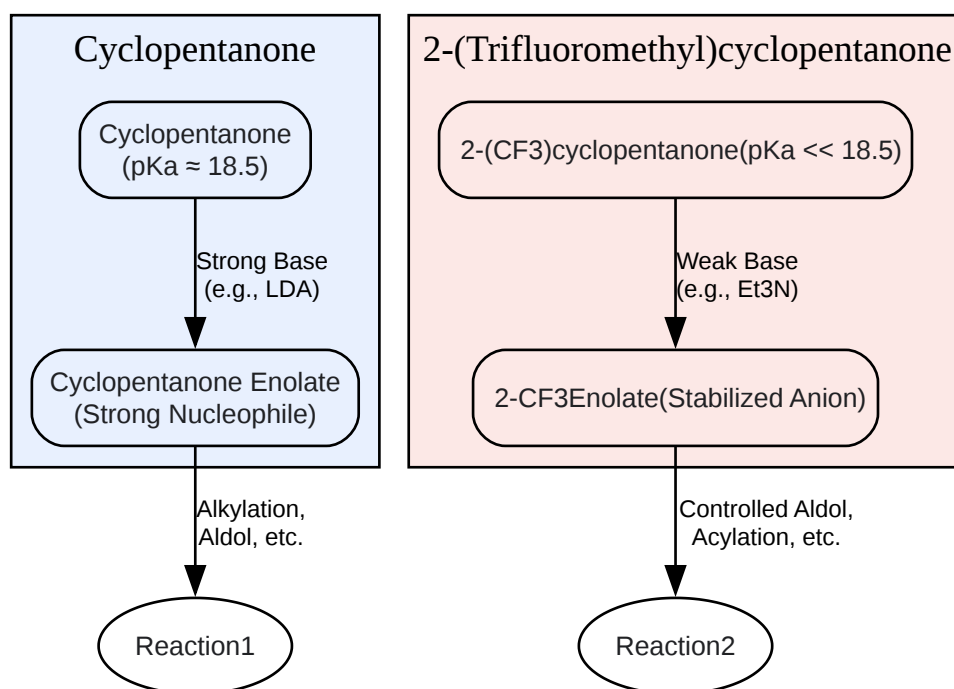 Cyclopentanone
Cyclopentanone
(pKa ≈ 18.5)
Strong Base
(e.g., LDA)
Cyclopentanone Enolate
(Strong Nucleophile)
Alkylation,
Aldol, etc.
Reaction1
2-(Trifluoromethyl)cyclopentanone
2-(CF3)cyclopentanone(pKa << 18.5)
Weak Base
(e.g., Et3N)
2-CF3Enolate(Stabilized Anion)
Controlled Aldol,
Acylation, etc.
Reaction2